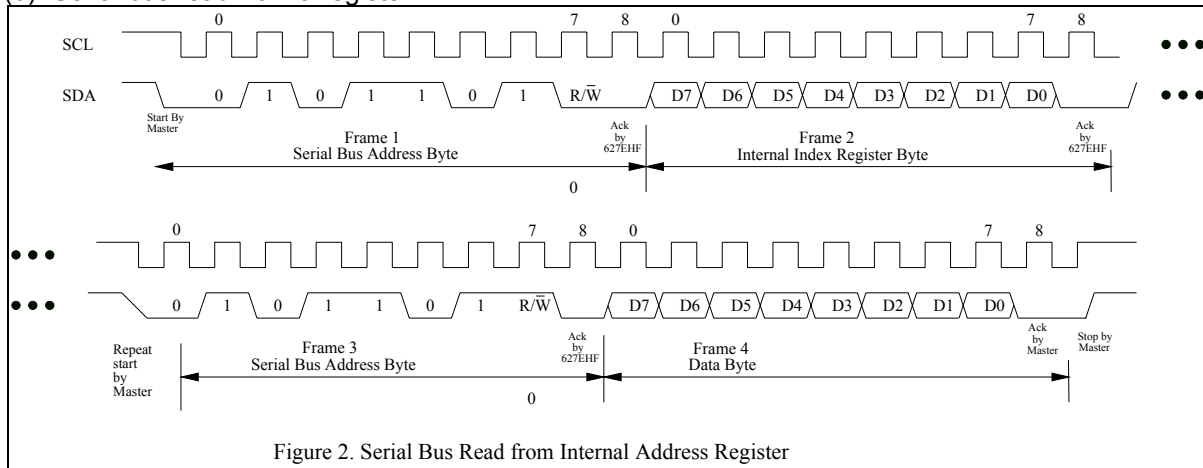 0 7 8 0 7 8
SCL
SDA 0 1 0 1 1 0 1 R/W̅ D7 D6 D5 D4 D3 D2 D1 D0
Start By
Master
Frame 1
Serial Bus Address Byte
Ack
by
627EHF
Frame 2
Internal Index Register Byte
Ack
by
627EHF
0
0 7 8 0 7 8
0 1 0 1 1 0 1 R/W̅ D7 D6 D5 D4 D3 D2 D1 D0
Repeat
start
by
Master
Frame 3
Serial Bus Address Byte
Ack
by
627EHF
Frame 4
Data Byte
Ack
by
Master
Stop by
Master
0
Figure 2. Serial Bus Read from Internal Address Register